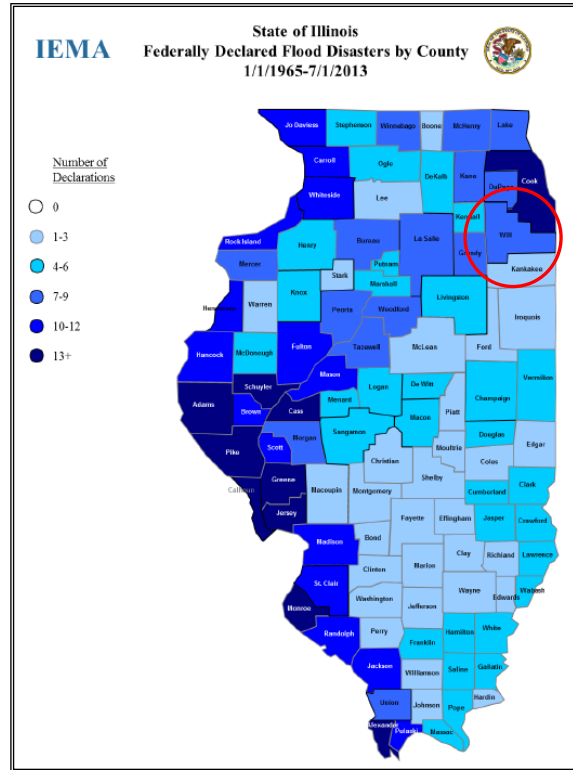 IEMA
State of Illinois
Federally Declared Flood Disasters by County
1/1/1965-7/1/2013
Number of
Declarations
0
1-3
4-6
7-9
10-12
13+
Jo Daviess
Stephenson
Winnebago
Boone
McHenry
Lake
Carroll
Ogle
DeKalb
Kane
Cook
DuPage
Whiteside
Lee
Kendall
Will
Rock Island
Henry
Bureau
La Salle
Grundy
Mercer
Putnam
Kankakee
Stark
Marshall
Knox
Warren
Livingston
Peoria
Woodford
Iroquois
Tazewell
McLean
Ford
Hancock
McDonough
Fulton
Mason
Schuyler
Logan
De Witt
Vermilion
Adams
Brown
Cass
Menard
Champaign
Piatt
Macon
Sangamon
Morgan
Scott
Douglas
Pike
Edgar
Moultrie
Christian
Coles
Greene
Shelby
Calhoun
Macoupin
Montgomery
Cumberland
Clark
Jersey
Fayette
Effingham
Jasper
Crawford
Madison
Bond
Clay
Richland
Lawrence
Clinton
Marion
St. Clair
Wayne
Edwards
Wabash
Washington
Monroe
Jefferson
Randolph
Perry
Hamilton
White
Franklin
Jackson
Saline
Gallatin
Williamson
Hardin
Union
Johnson
Pope
Alexander
Pulaski
Massac